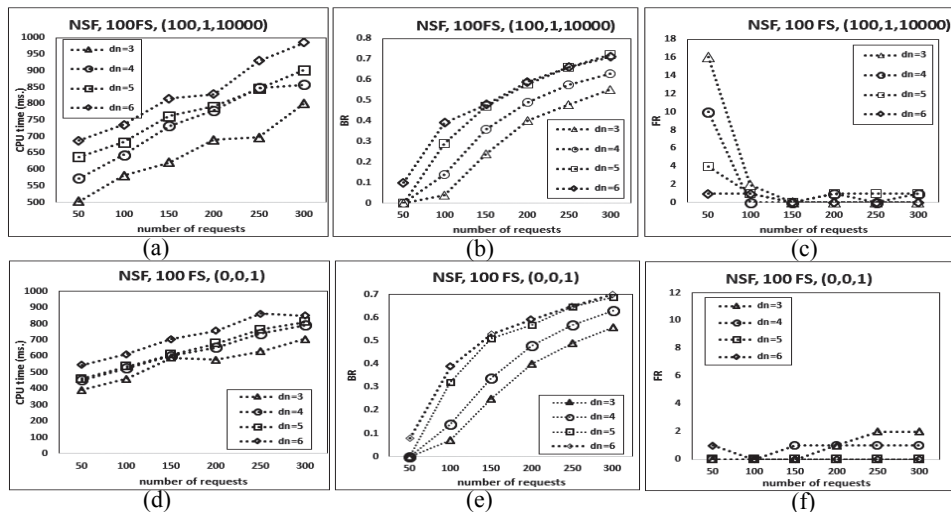 NSF, 100FS, (100,1,10000)
CPU time (ms.)
1000
950
900
850
800
750
700
650
600
550
500
dn=3
dn=4
dn=5
dn=6
50 100 150 200 250 300
number of requests
(a)
NSF, 100FS, (100,1,10000)
BR
0.8
0.7
0.6
0.5
0.4
0.3
0.2
0.1
0
dn=3
dn=4
dn=5
dn=6
50 100 150 200 250 300
number of requests
(b)
NSF, 100 FS, (100,1,10000)
FR
18
16
14
12
10
8
6
4
2
0
dn=3
dn=4
dn=5
dn=6
50 100 150 200 250 300
number of requests
(c)
NSF, 100 FS, (0,0,1)
CPU time (ms.)
1000
900
800
700
600
500
400
300
200
100
0
dn=3
dn=4
dn=5
dn=6
50 100 150 200 250 300
number of requests
(d)
NSF, 100 FS, (0,0,1)
BR
0.7
0.6
0.5
0.4
0.3
0.2
0.1
0
dn=3
dn=4
dn=5
dn=6
50 100 150 200 250 300
number of requests
(e)
NSF, 100 FS, (0,0,1)
FR
12
10
8
6
4
2
0
dn=3
dn=4
dn=5
dn=6
50 100 150 200 250 300
number of requests
(f)